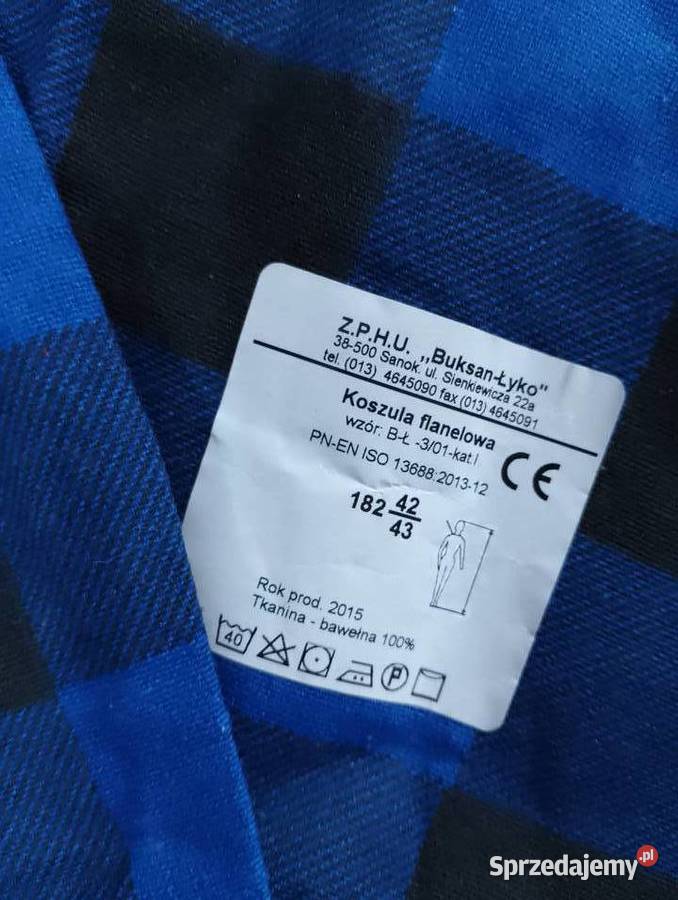 Z.P.H.U. „Buksan-Łyko"
38-500 Sanok. ul. Sienkiewicza 22a
tel. (013) 4645090 fax (013) 4645091
Koszula flanelowa
wzór: B-Ł -3/01-kat.I
PN-EN ISO 13688:2013-12
CE
182 42
43
Rok prod. 2015
Tkanina - bawełna 100%
40 P
Sprzedajemy.pl